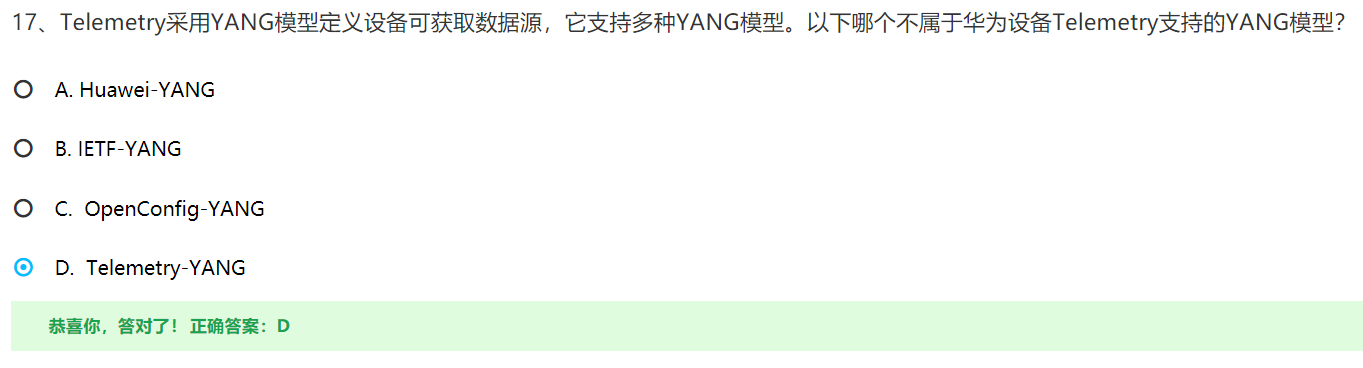 17、Telemetry采用YANG模型定义设备可获取数据源，它支持多种YANG模型。以下哪个不属于华为设备Telemetry支持的YANG模型？
A. Huawei-YANG
B. IETF-YANG
C. OpenConfig-YANG
D. Telemetry-YANG
恭喜你，答对了！正确答案：D